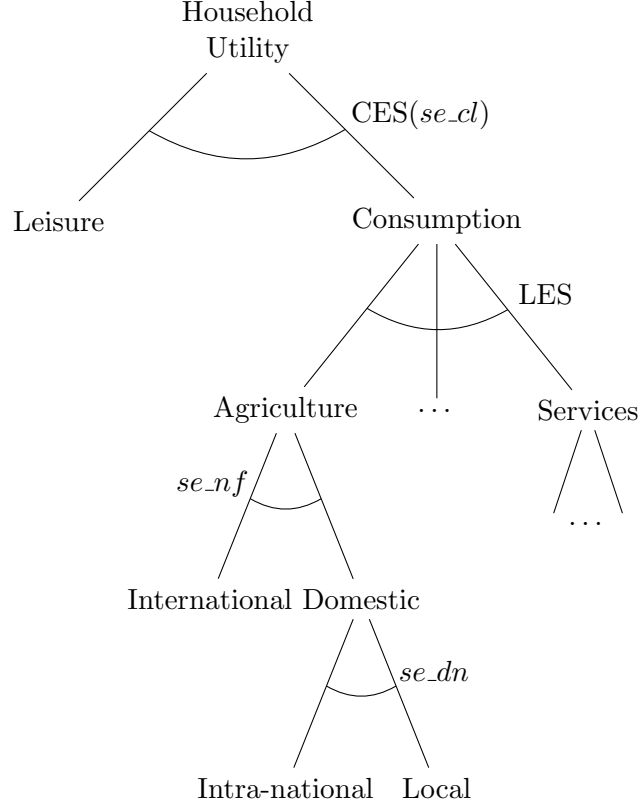 Household
Utility
CES(se_cl)
Leisure
Consumption
LES
Agriculture
...
Services
se_nf
...
International Domestic
se_dn
Intra-national Local